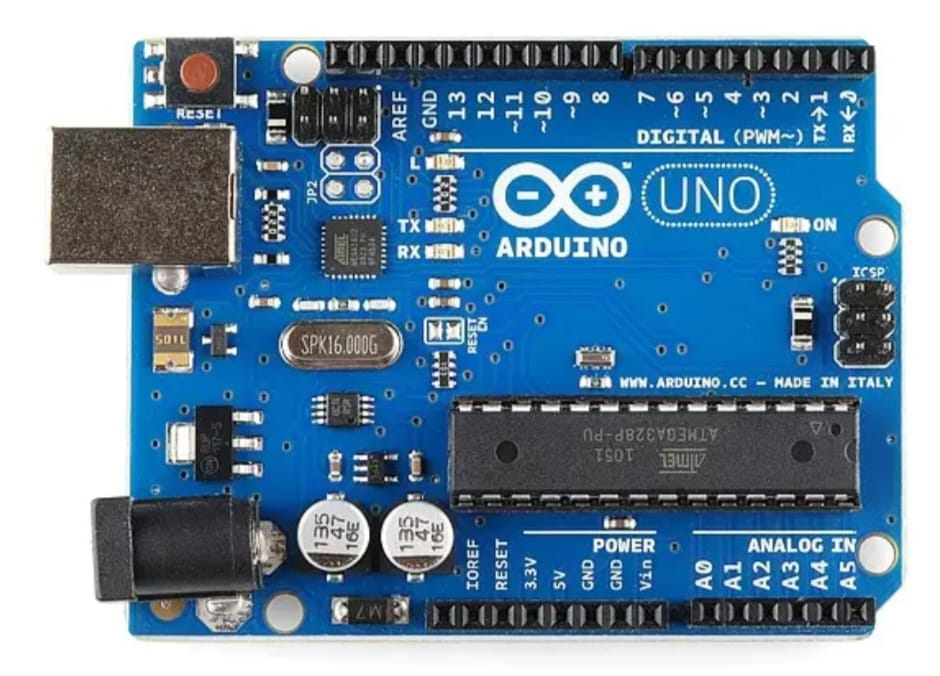 RESET
AREF
GND
13
12
~11
~10
~9
8
7
~6
~5
4
~3
2
TX→1
RX←0
DIGITAL (PWM~)
JP2
L
TX
RX
ARDUINO
™
UNO
ON
ICSP
SPK16.000G
RESET
EN
WWW.ARDUINO.CC – MADE IN ITALY
ATMEL
1051
ATMEGA328P-PU
135
47
16E
135
47
16E
M7
IOREF
RESET
3.3V
5V
GND
GND
Vin
POWER
ANALOG IN
A0
A1
A2
A3
A4
A5